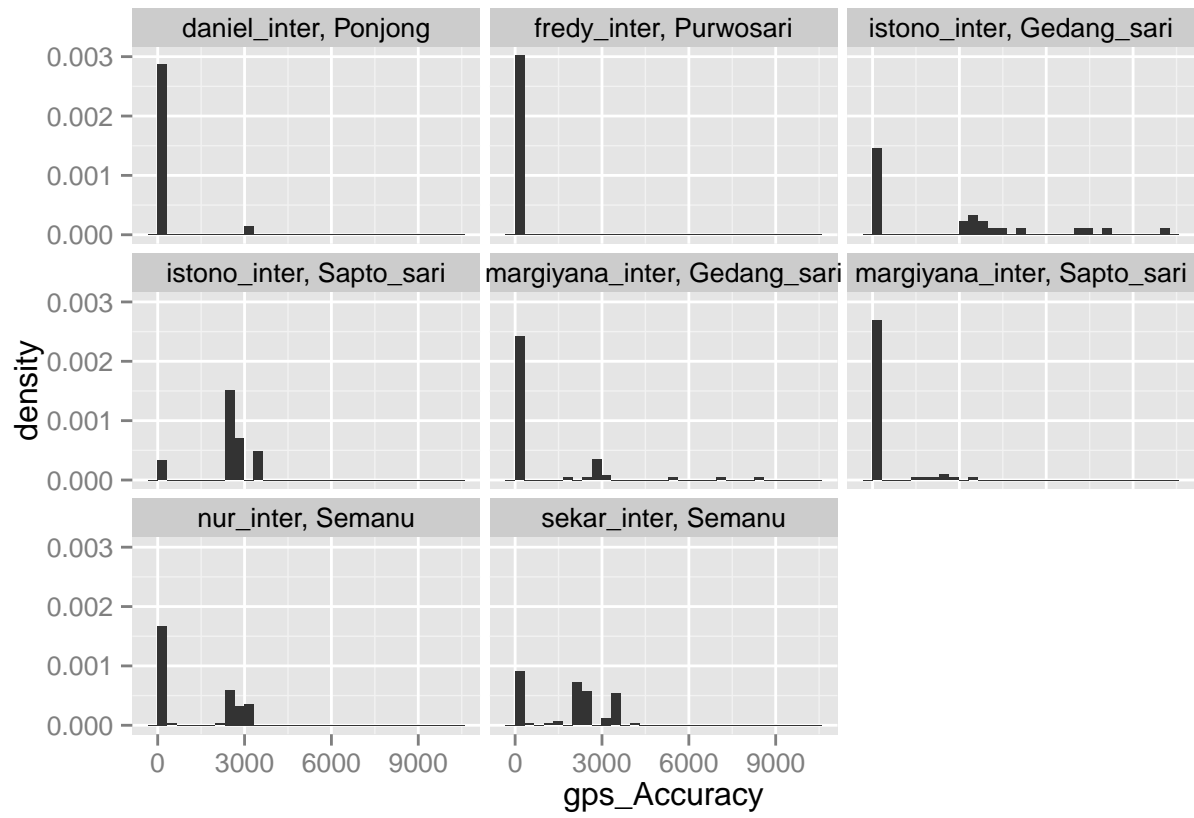 daniel_inter, Ponjong
fredy_inter, Purwosari
istono_inter, Gedang_sari
0.003
0.002
0.001
0.000
istono_inter, Sapto_sari
margiyana_inter, Gedang_sari
margiyana_inter, Sapto_sari
0.003
0.002
0.001
0.000
density
nur_inter, Semanu
sekar_inter, Semanu
0.003
0.002
0.001
0.000
0 3000 6000 9000
0 3000 6000 9000
gps_Accuracy